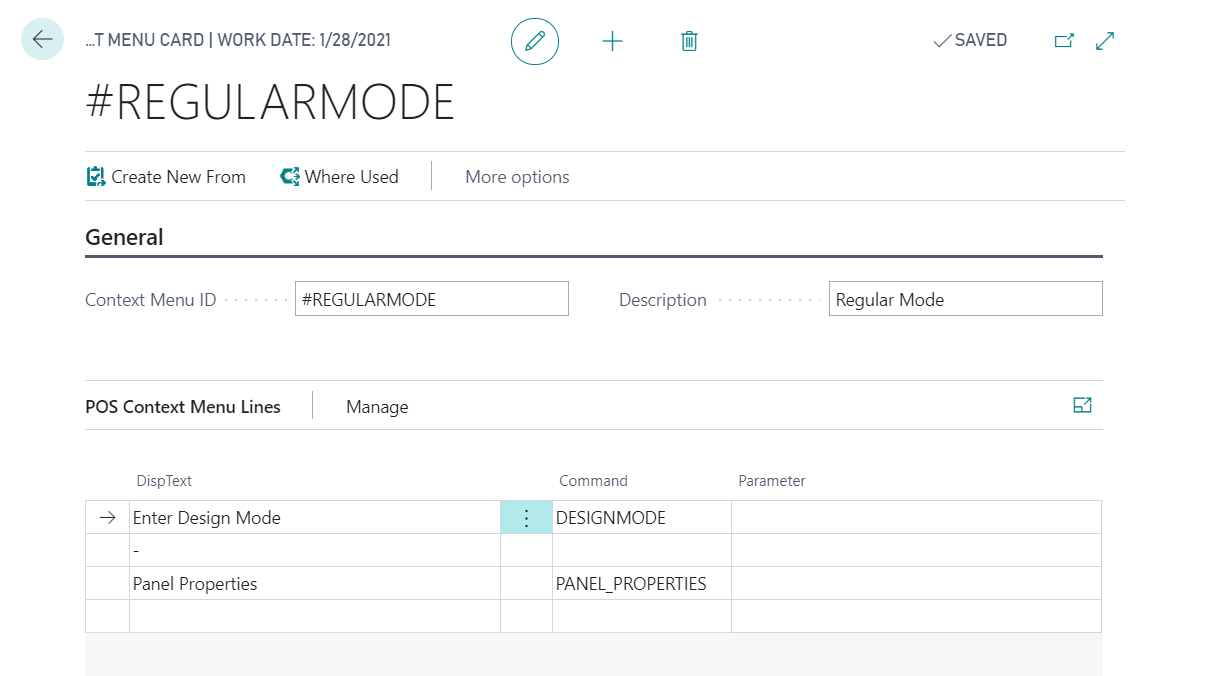 ...T MENU CARD | WORK DATE: 1/28/2021
SAVED
#REGULARMODE
Create New From
Where Used
More options
General
Context Menu ID
#REGULARMODE
Description
Regular Mode
POS Context Menu Lines
Manage
DispText Command Parameter
Enter Design Mode DESIGNMODE
-
Panel Properties PANEL_PROPERTIES